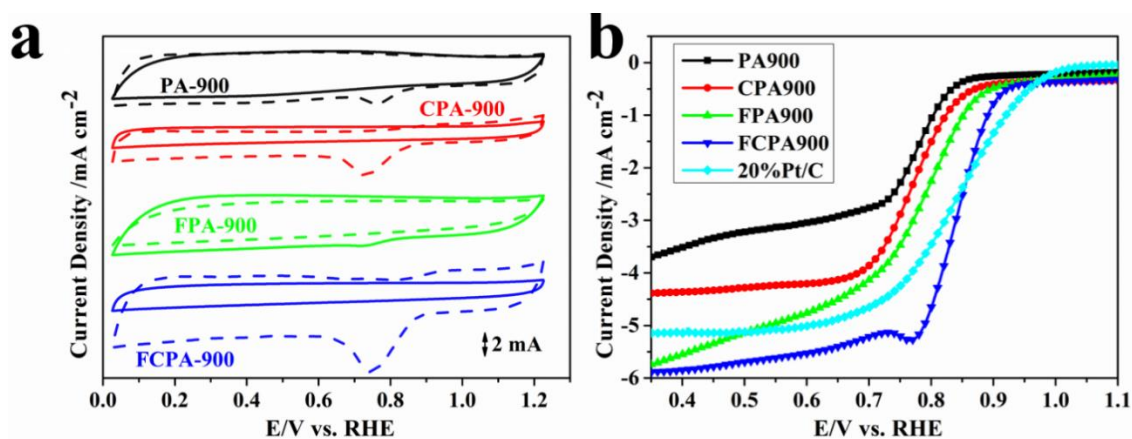 a
Current Density /mA cm-2
PA-900
CPA-900
FPA-900
FCPA-900
2 mA
0.0 0.2 0.4 0.6 0.8 1.0 1.2
E/V vs. RHE
b
Current Density /mA cm-2
PA900
CPA900
FPA900
FCPA900
20%Pt/C
0
-1
-2
-3
-4
-5
-6
0.4 0.5 0.6 0.7 0.8 0.9 1.0 1.1
E/V vs. RHE